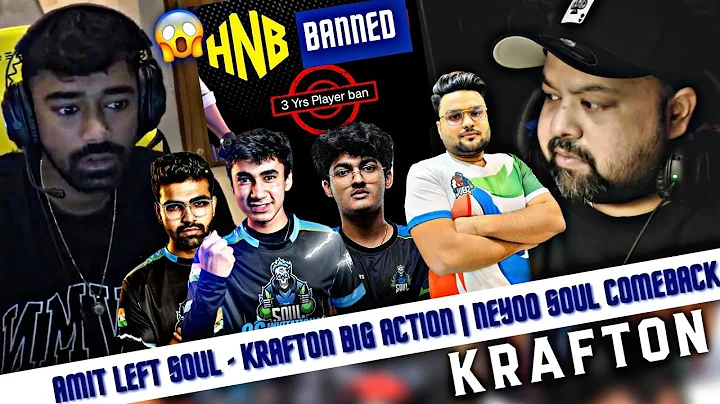 HNB BANNED
3 Yrs Player ban
SOUL
AMIT LEFT SOUL - KRAFTON BIG ACTION | NEYOO SOUL COMEBACK
KRAFTON